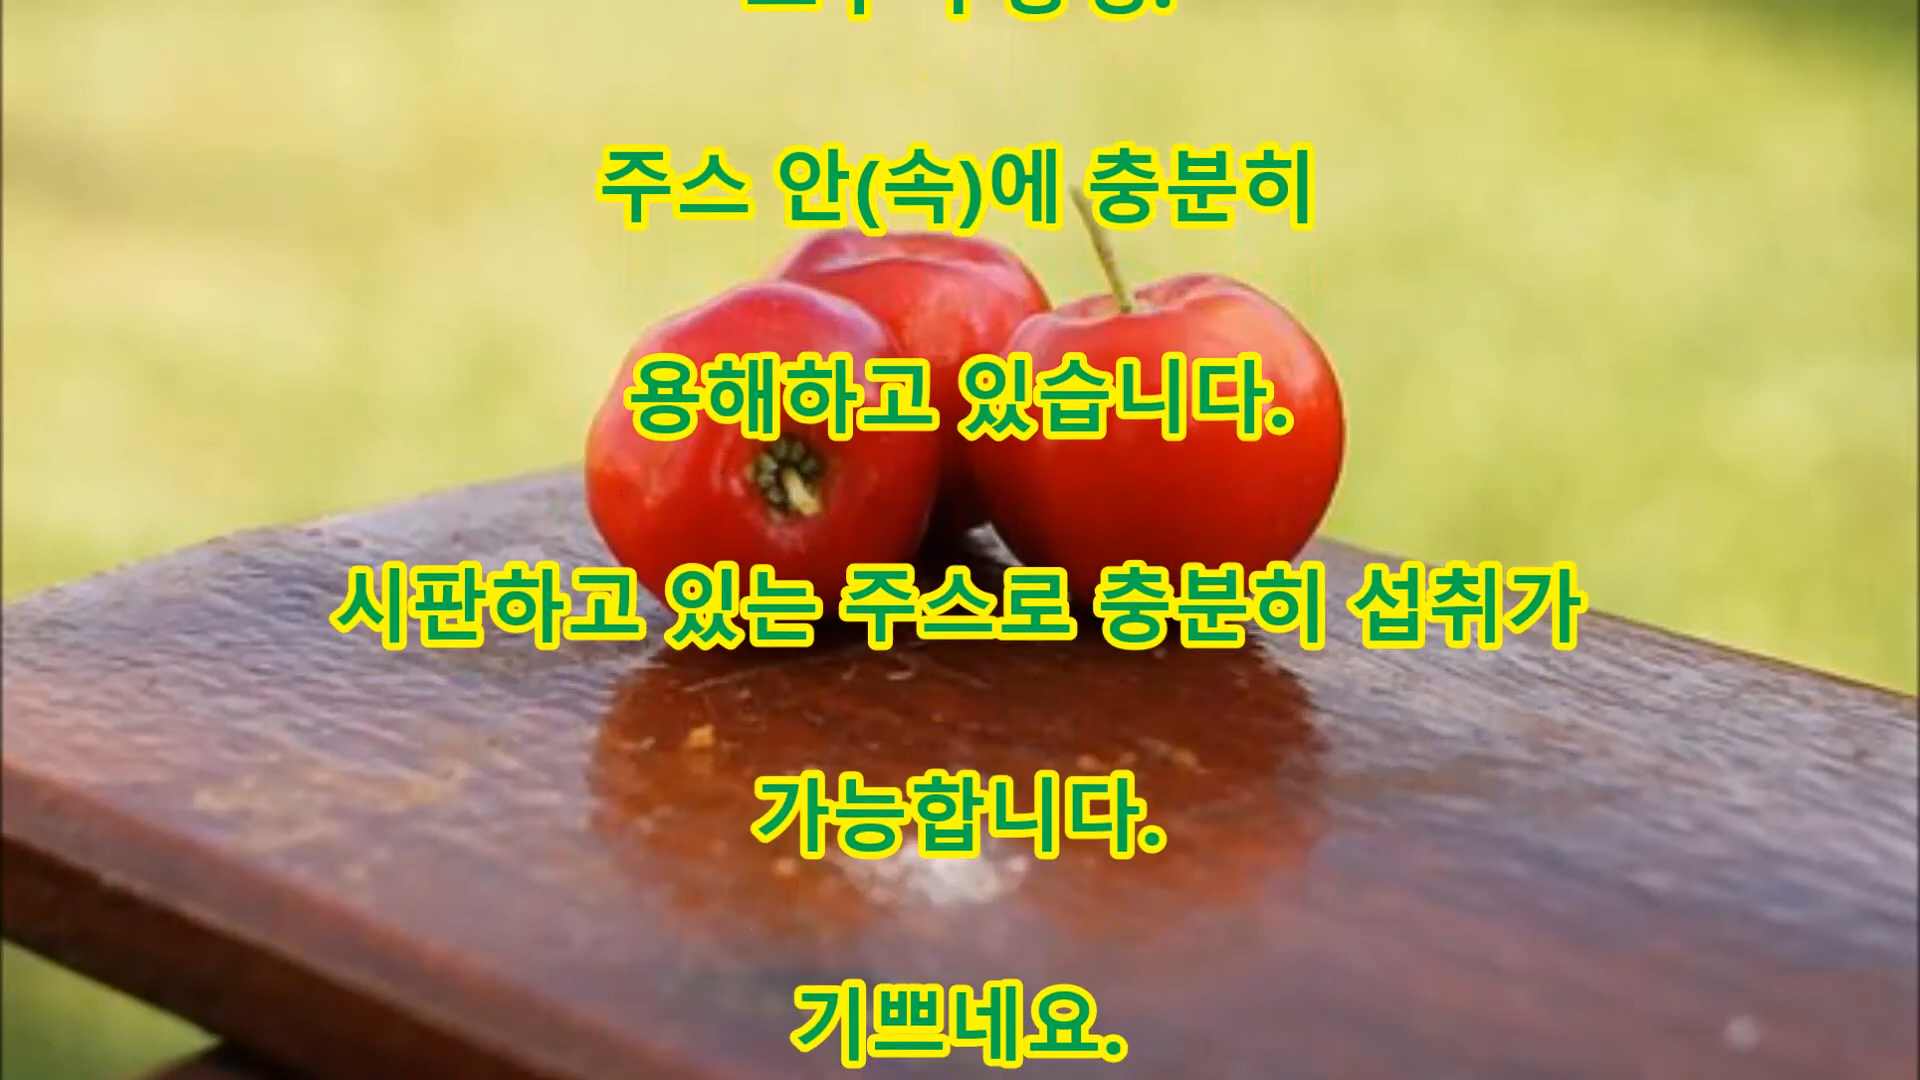 주스 안(속)에 충분히
용해하고 있습니다.
시판하고 있는 주스로 충분히 섭취가
가능합니다.
기쁘네요.